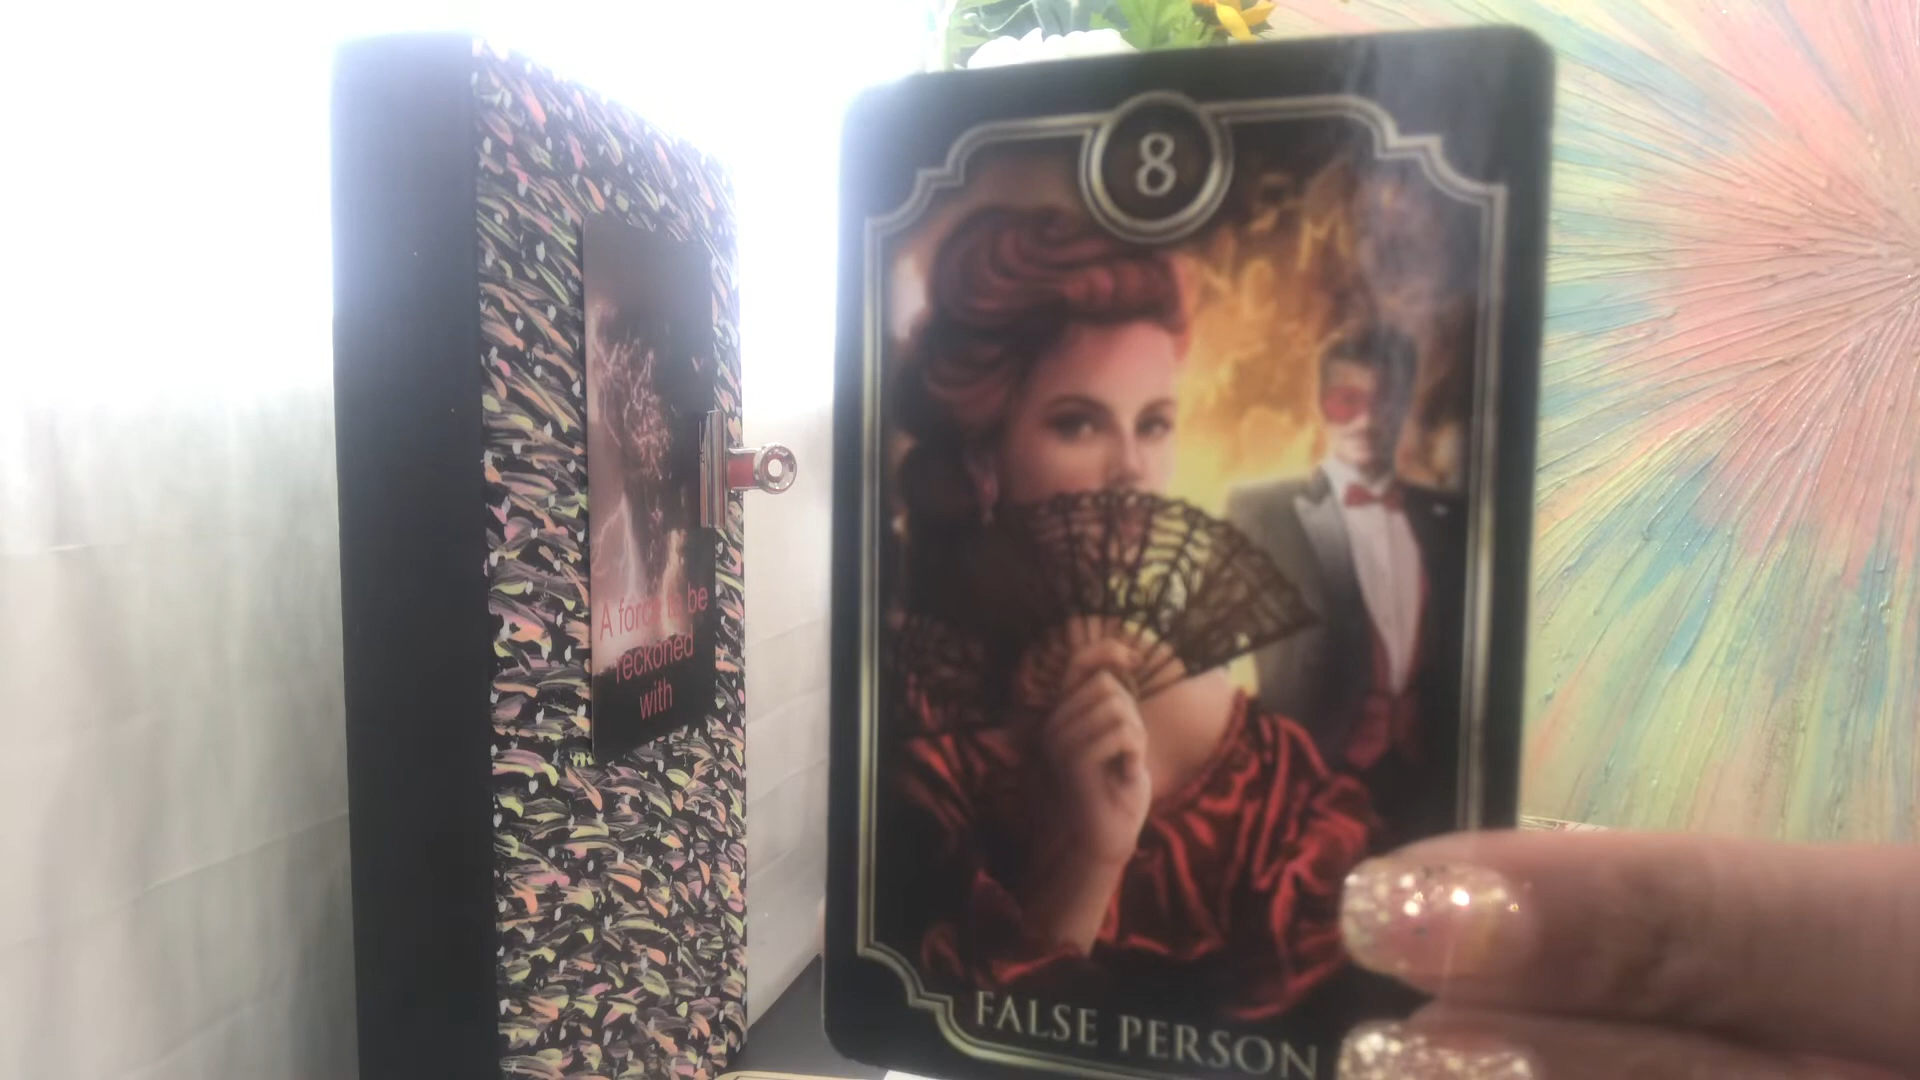 A force to be
reckoned
with
8
FALSE PERSON